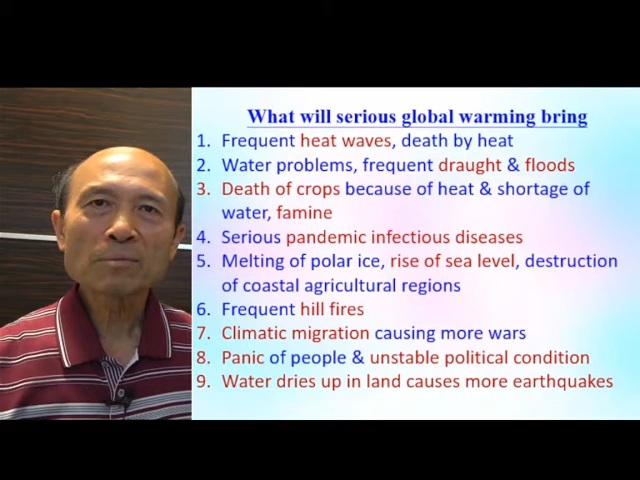 What will serious global warming bring
1. Frequent heat waves, death by heat
2. Water problems, frequent draught & floods
3. Death of crops because of heat & shortage of
water, famine
4. Serious pandemic infectious diseases
5. Melting of polar ice, rise of sea level, destruction
of coastal agricultural regions
6. Frequent hill fires
7. Climatic migration causing more wars
8. Panic of people & unstable political condition
9. Water dries up in land causes more earthquakes